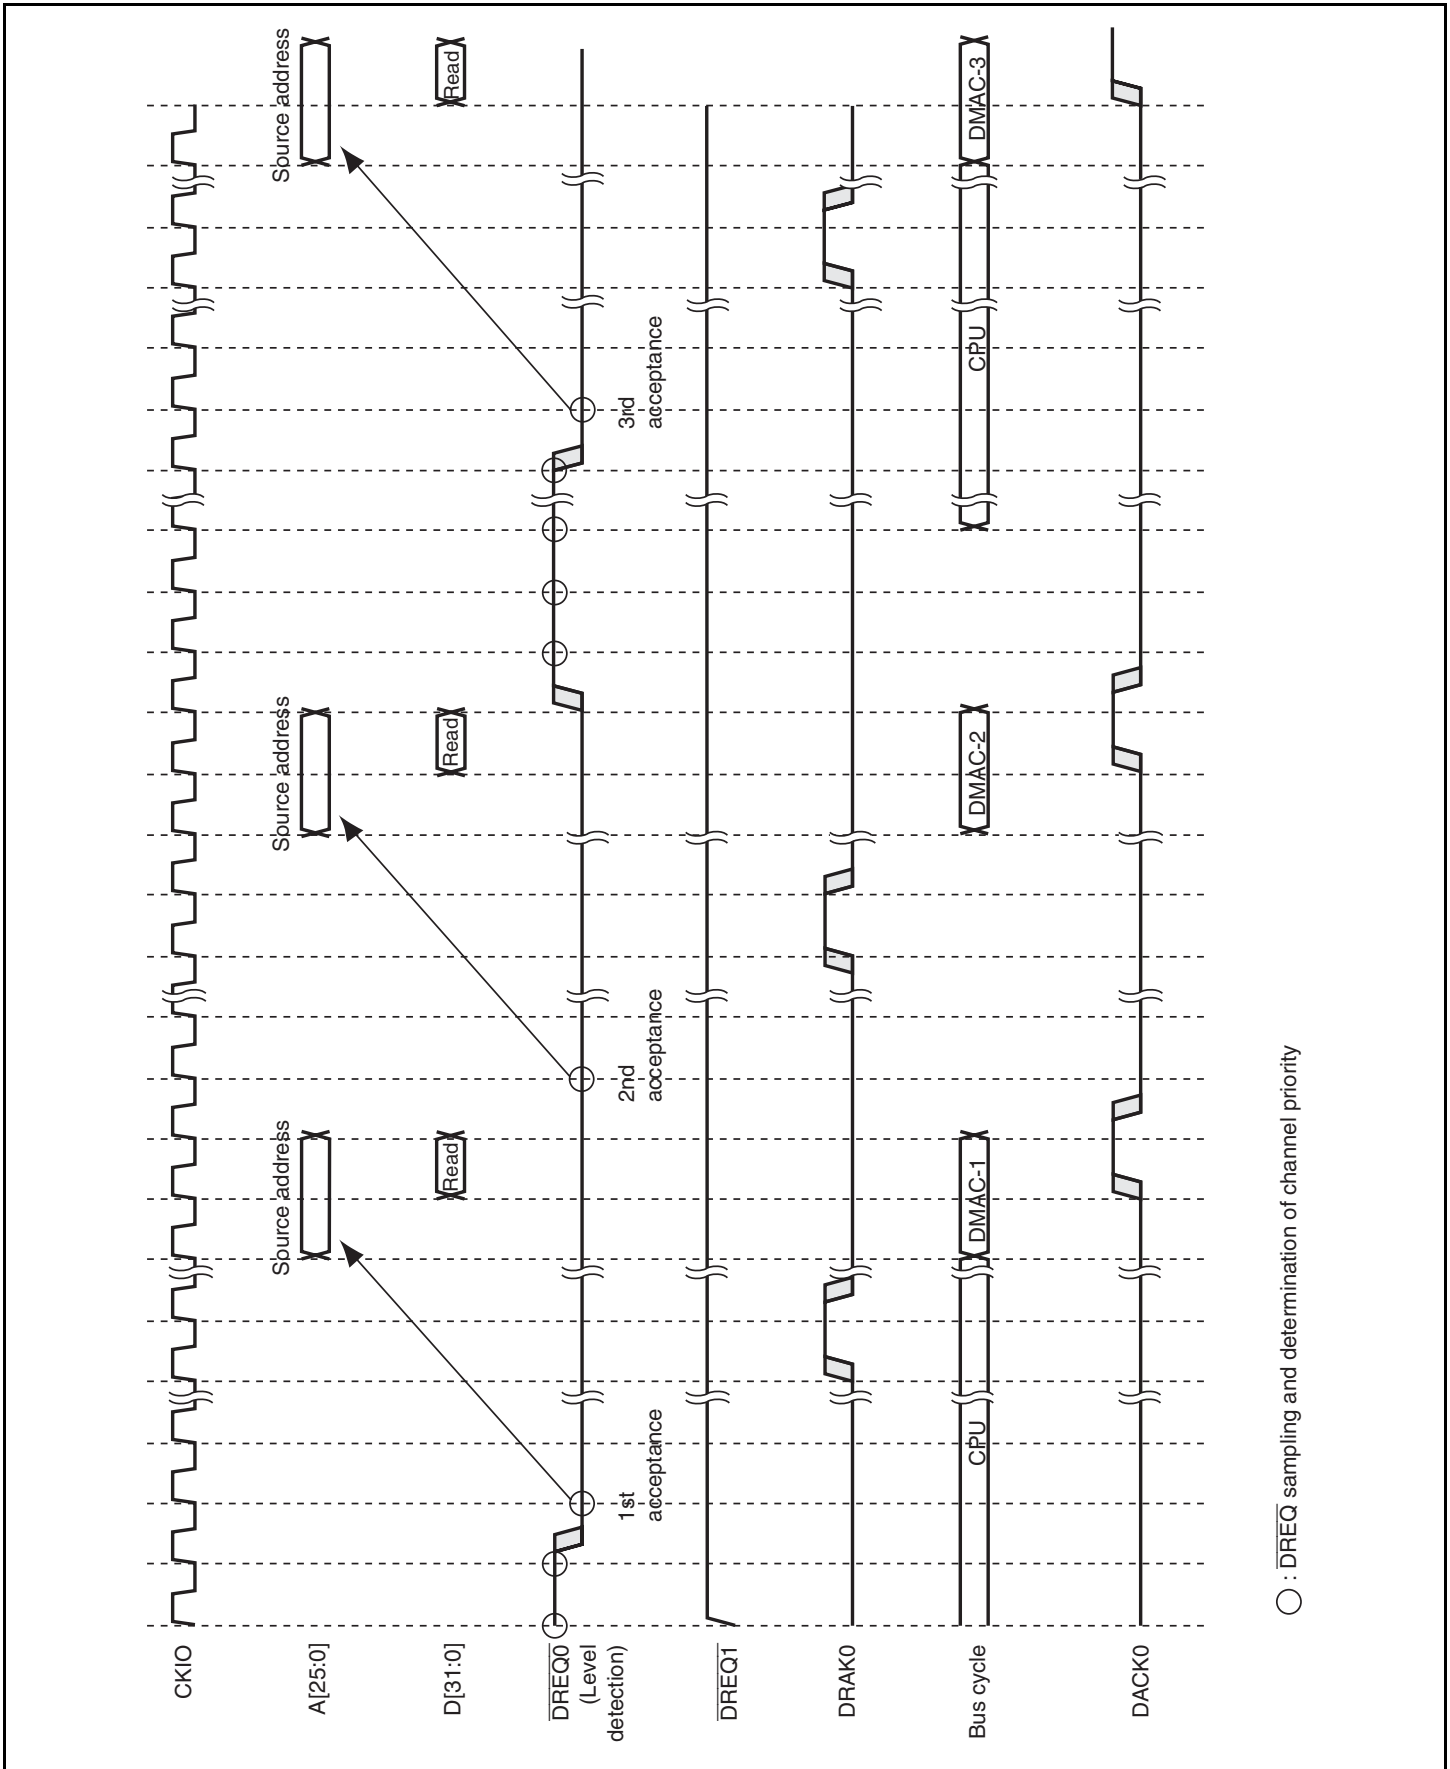 CKIO
A[25:0]
Source address
Source address
Source address
D[31:0]
Read
Read
Read
DREQ0
(Level
detection)
1st
acceptance
2nd
acceptance
3rd
acceptance
DREQ1
DRAK0
Bus cycle
CPU
DMAC-1
DMAC-2
CPU
DMAC-3
DACK0
: DREQ sampling and determination of channel priority